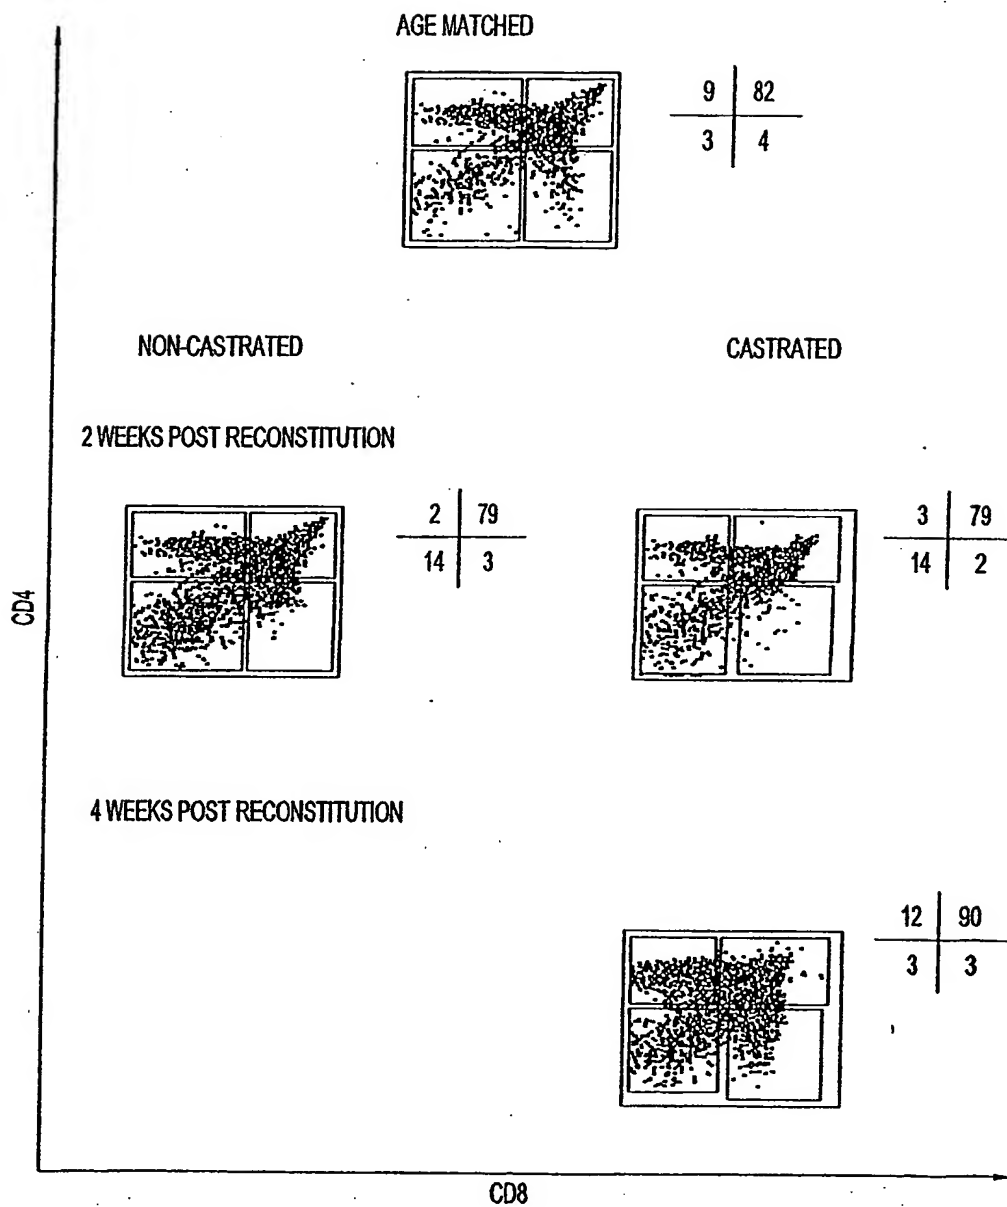 AGE MATCHED
9 82
3 4
NON-CASTRATED CASTRATED
2 WEEKS POST RECONSTITUTION
2 79
14 3
3 79
14 2
CD4
4 WEEKS POST RECONSTITUTION
12 90
3 3
CD8